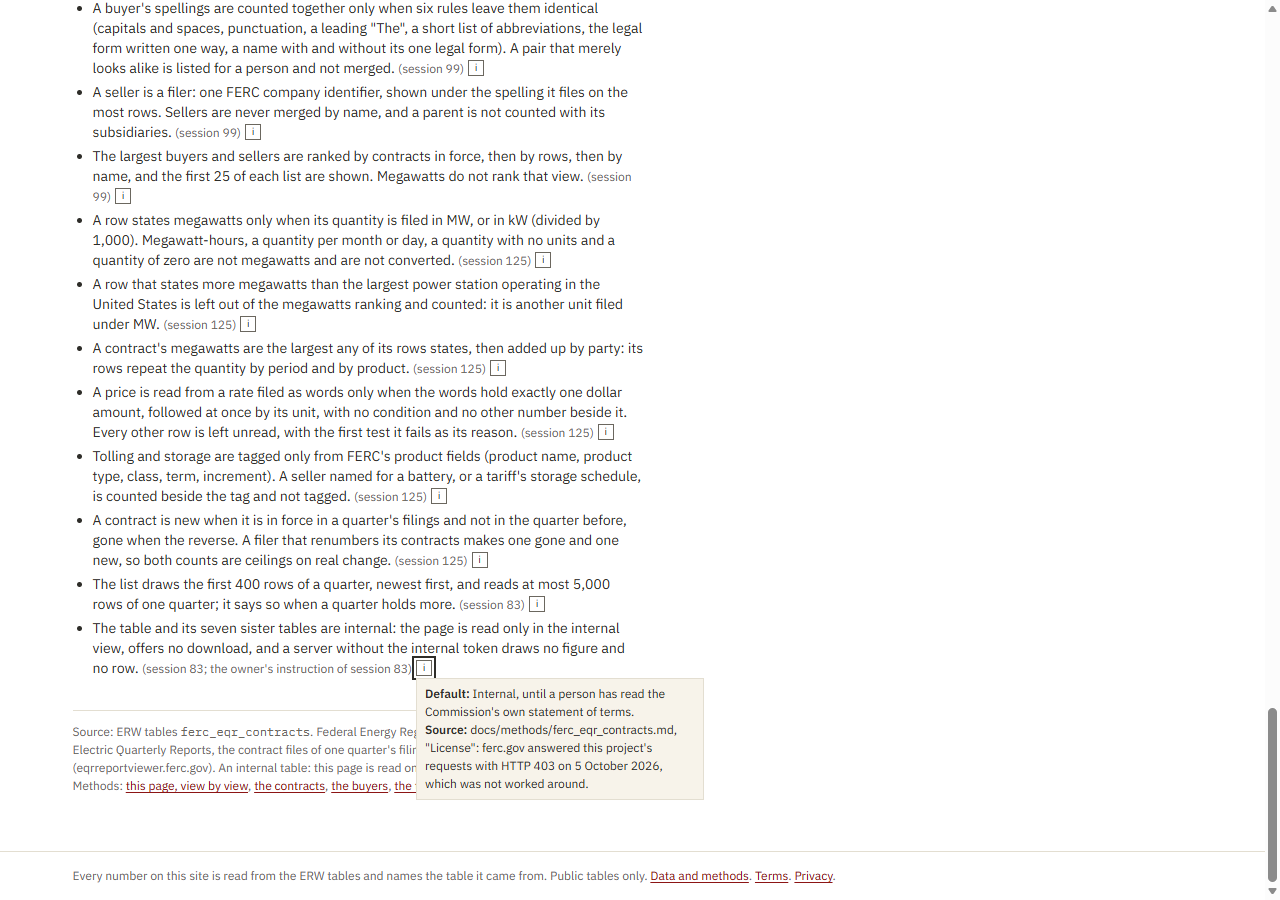 A buyer's spellings are counted together only when six rules leave them identical
(capitals and spaces, punctuation, a leading "The", a short list of abbreviations, the legal
form written one way, a name with and without its one legal form). A pair that merely
looks alike is listed for a person and not merged. (session 99) i
A seller is a filer: one FERC company identifier, shown under the spelling it files on the
most rows. Sellers are never merged by name, and a parent is not counted with its
subsidiaries. (session 99) i
The largest buyers and sellers are ranked by contracts in force, then by rows, then by
name, and the first 25 of each list are shown. Megawatts do not rank that view. (session
99) i
A row states megawatts only when its quantity is filed in MW, or in kW (divided by
1,000). Megawatt-hours, a quantity per month or day, a quantity with no units and a
quantity of zero are not megawatts and are not converted. (session 125) i
A row that states more megawatts than the largest power station operating in the
United States is left out of the megawatts ranking and counted: it is another unit filed
under MW. (session 125) i
A contract's megawatts are the largest any of its rows states, then added up by party: its
rows repeat the quantity by period and by product. (session 125) i
A price is read from a rate filed as words only when the words hold exactly one dollar
amount, followed at once by its unit, with no condition and no other number beside it.
Every other row is left unread, with the first test it fails as its reason. (session 125) i
Tolling and storage are tagged only from FERC's product fields (product name, product
type, class, term, increment). A seller named for a battery, or a tariff's storage schedule,
is counted beside the tag and not tagged. (session 125) i
A contract is new when it is in force in a quarter's filings and not in the quarter before,
gone when the reverse. A filer that renumbers its contracts makes one gone and one
new, so both counts are ceilings on real change. (session 125) i
The list draws the first 400 rows of a quarter, newest first, and reads at most 5,000
rows of one quarter; it says so when a quarter holds more. (session 83) i
The table and its seven sister tables are internal: the page is read only in the internal
view, offers no download, and a server without the internal token draws no figure and
no row. (session 83; the owner's instruction of session 83) i
Default: Internal, until a person has read the
Commission's own statement of terms.
Source: docs/methods/ferc_eqr_contracts.md,
"License": ferc.gov answered this project's
requests with HTTP 403 on 5 October 2026,
which was not worked around.
Source: ERW tables ferc_eqr_contracts. Federal Energy
Electric Quarterly Reports, the contract files of one quarter's
(eqrreportviewer.ferc.gov). An internal table: this page is read
Methods: this page, view by view, the contracts, the buyers, the
Every number on this site is read from the ERW tables and names the table it came from. Public tables only. Data and methods. Terms. Privacy.